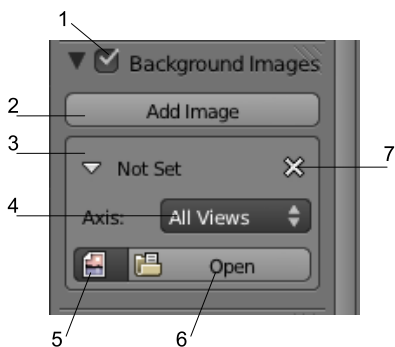 1
Background Images
2
Add Image
3
Not Set
7
4
Axis: All Views
Open
5
6